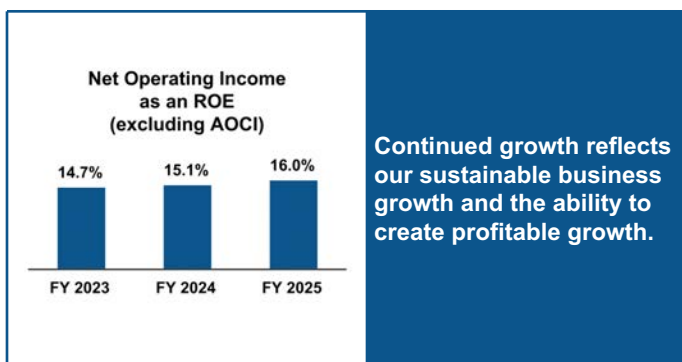 Net Operating Income
as an ROE
(excluding AOCI)
14.7%
15.1%
16.0%
FY 2023
FY 2024
FY 2025
Continued growth reflects
our sustainable business
growth and the ability to
create profitable growth.